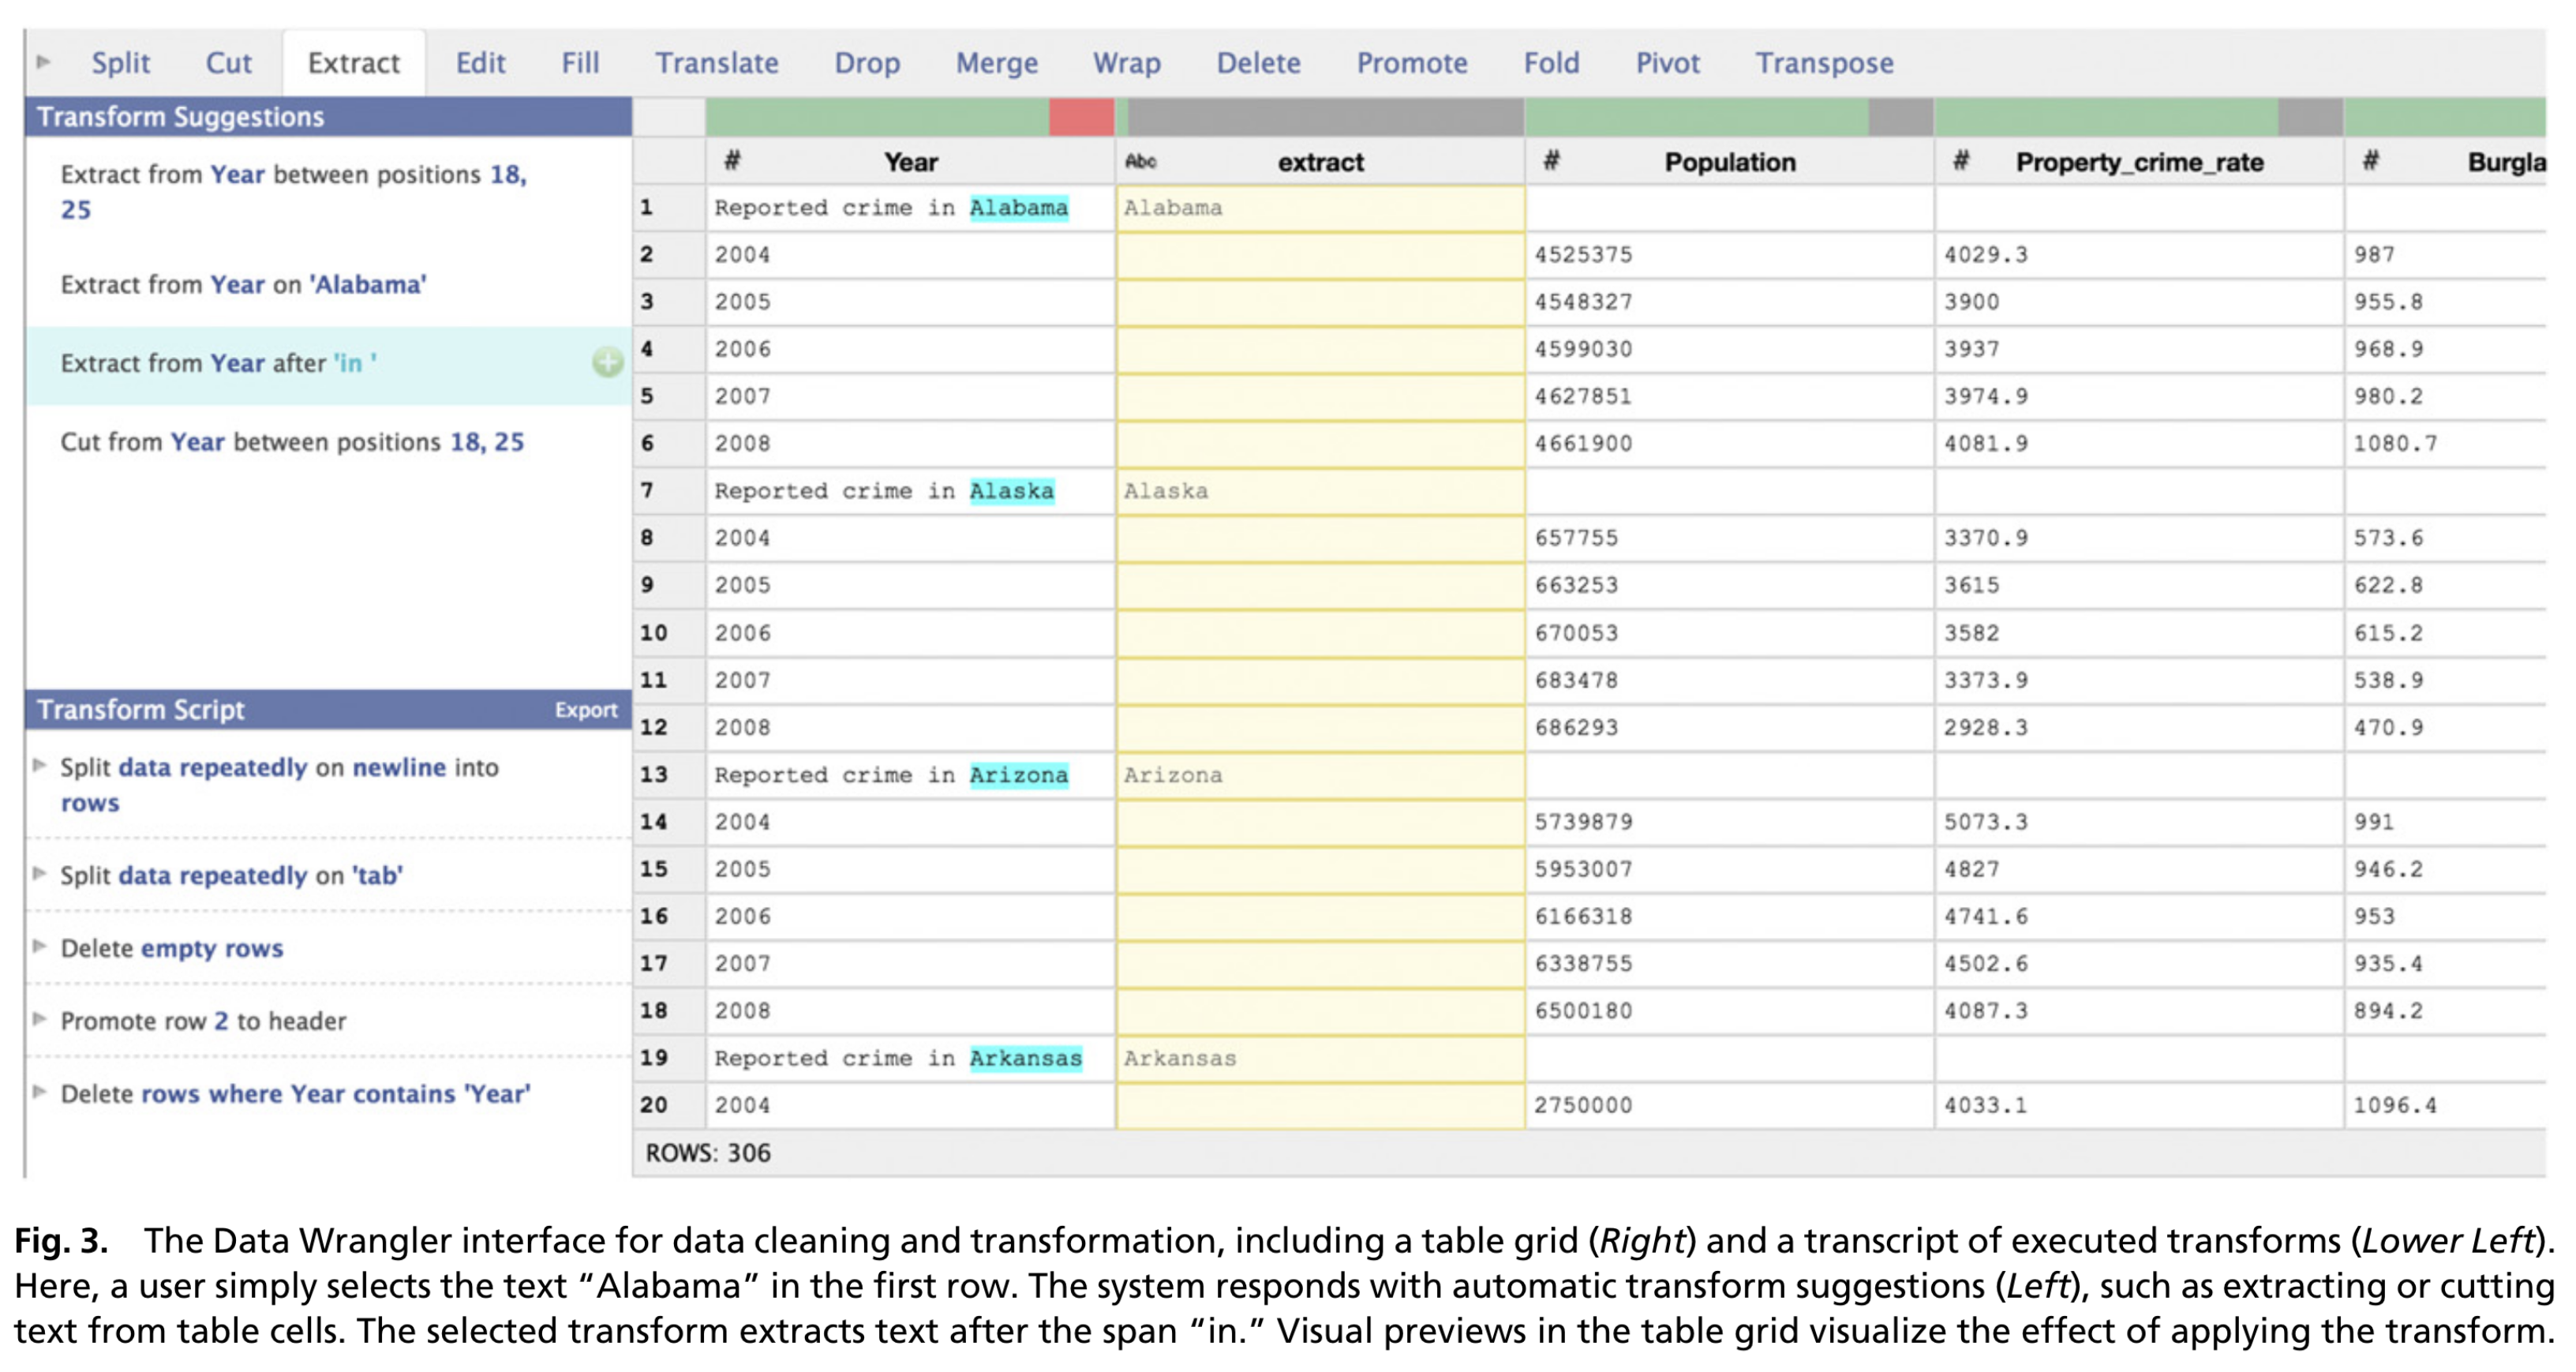 Split Cut Extract Edit Fill Translate Drop Merge Wrap Delete Promote Fold Pivot Transpose
Transform Suggestions
Extract from Year between positions 18,
25
Extract from Year on 'Alabama'
Extract from Year after 'in '
Cut from Year between positions 18, 25
Transform Script Export
Split data repeatedly on newline into
rows
Split data repeatedly on 'tab'
Delete empty rows
Promote row 2 to header
Delete rows where Year contains 'Year'
# Year Abc extract # Population # Property_crime_rate # Burgla
1 Reported crime in Alabama Alabama
2 2004 4525375 4029.3 987
3 2005 4548327 3900 955.8
4 2006 4599030 3937 968.9
5 2007 4627851 3974.9 980.2
6 2008 4661900 4081.9 1080.7
7 Reported crime in Alaska Alaska
8 2004 657755 3370.9 573.6
9 2005 663253 3615 622.8
10 2006 670053 3582 615.2
11 2007 683478 3373.9 538.9
12 2008 686293 2928.3 470.9
13 Reported crime in Arizona Arizona
14 2004 5739879 5073.3 991
15 2005 5953007 4827 946.2
16 2006 6166318 4741.6 953
17 2007 6338755 4502.6 935.4
18 2008 6500180 4087.3 894.2
19 Reported crime in Arkansas Arkansas
20 2004 2750000 4033.1 1096.4
ROWS: 306
Fig. 3. The Data Wrangler interface for data cleaning and transformation, including a table grid (Right) and a transcript of executed transforms (Lower Left).
Here, a user simply selects the text “Alabama” in the first row. The system responds with automatic transform suggestions (Left), such as extracting or cutting
text from table cells. The selected transform extracts text after the span “in.” Visual previews in the table grid visualize the effect of applying the transform.